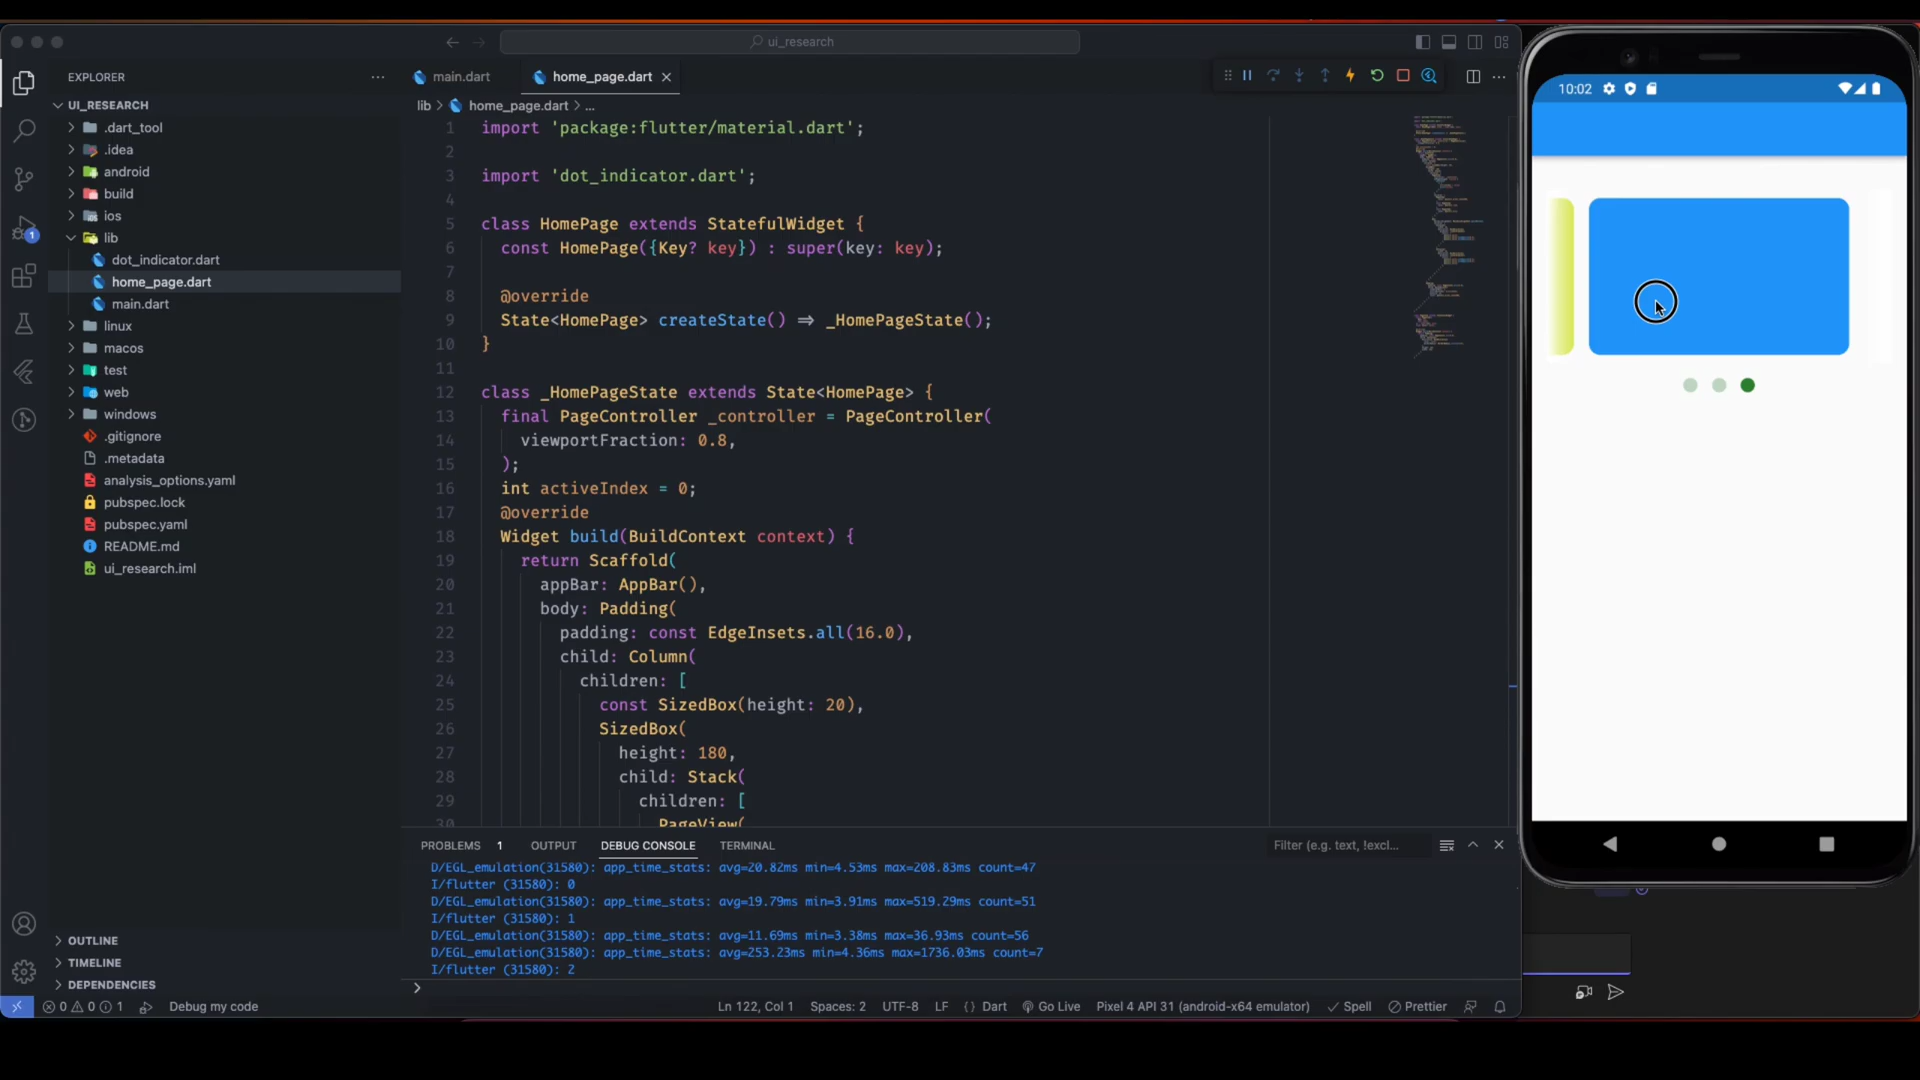 ui_research
EXPLORER
UI_RESEARCH
.dart_tool
.idea
android
build
ios
lib
dot_indicator.dart
home_page.dart
main.dart
linux
macos
test
web
windows
.gitignore
.metadata
analysis_options.yaml
pubspec.lock
pubspec.yaml
README.md
ui_research.iml
OUTLINE
TIMELINE
DEPENDENCIES
1
main.dart
home_page.dart
lib > home_page.dart > ...
1 import 'package:flutter/material.dart';
2
3 import 'dot_indicator.dart';
4
5 class HomePage extends StatefulWidget {
6 const HomePage({Key? key}) : super(key: key);
7
8 @override
9 State<HomePage> createState() => _HomePageState();
10 }
11
12 class _HomePageState extends State<HomePage> {
13 final PageController _controller = PageController(
14 viewportFraction: 0.8,
15 );
16 int activeIndex = 0;
17 @override
18 Widget build(BuildContext context) {
19 return Scaffold(
20 appBar: AppBar(),
21 body: Padding(
22 padding: const EdgeInsets.all(16.0),
23 child: Column(
24 children: [
25 const SizedBox(height: 20),
26 SizedBox(
27 height: 180,
28 child: Stack(
29 children: [
30 PageView(
PROBLEMS 1 OUTPUT DEBUG CONSOLE TERMINAL Filter (e.g. text, !excl...
D/EGL_emulation(31580): app_time_stats: avg=20.82ms min=4.53ms max=208.83ms count=47
I/flutter (31580): 0
D/EGL_emulation(31580): app_time_stats: avg=19.79ms min=3.91ms max=519.29ms count=51
I/flutter (31580): 1
D/EGL_emulation(31580): app_time_stats: avg=11.69ms min=3.38ms max=36.93ms count=56
D/EGL_emulation(31580): app_time_stats: avg=253.23ms min=4.36ms max=1736.03ms count=7
I/flutter (31580): 2
0 0 1 Debug my code Ln 122, Col 1 Spaces: 2 UTF-8 LF {} Dart Go Live Pixel 4 API 31 (android-x64 emulator) Spell Prettier
10:02